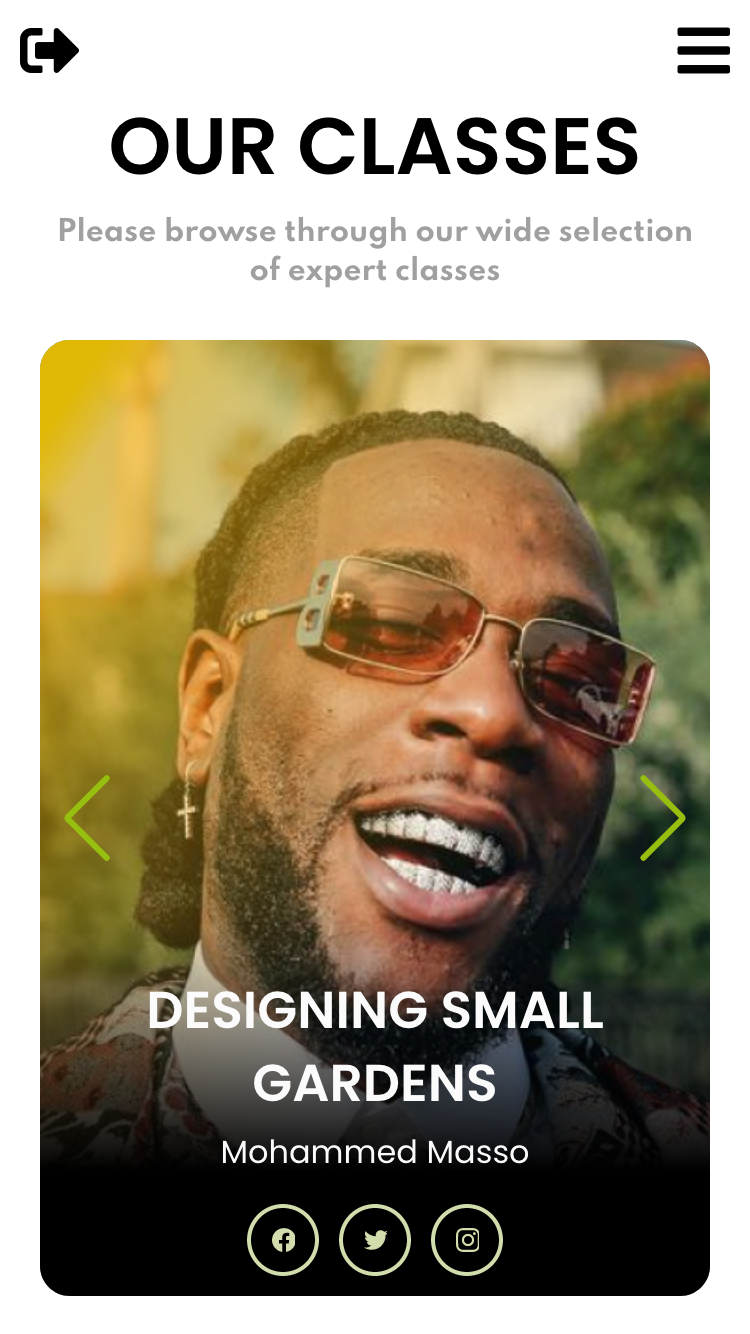 OUR CLASSES
Please browse through our wide selection
of expert classes
DESIGNING SMALL
GARDENS
Mohammed Masso